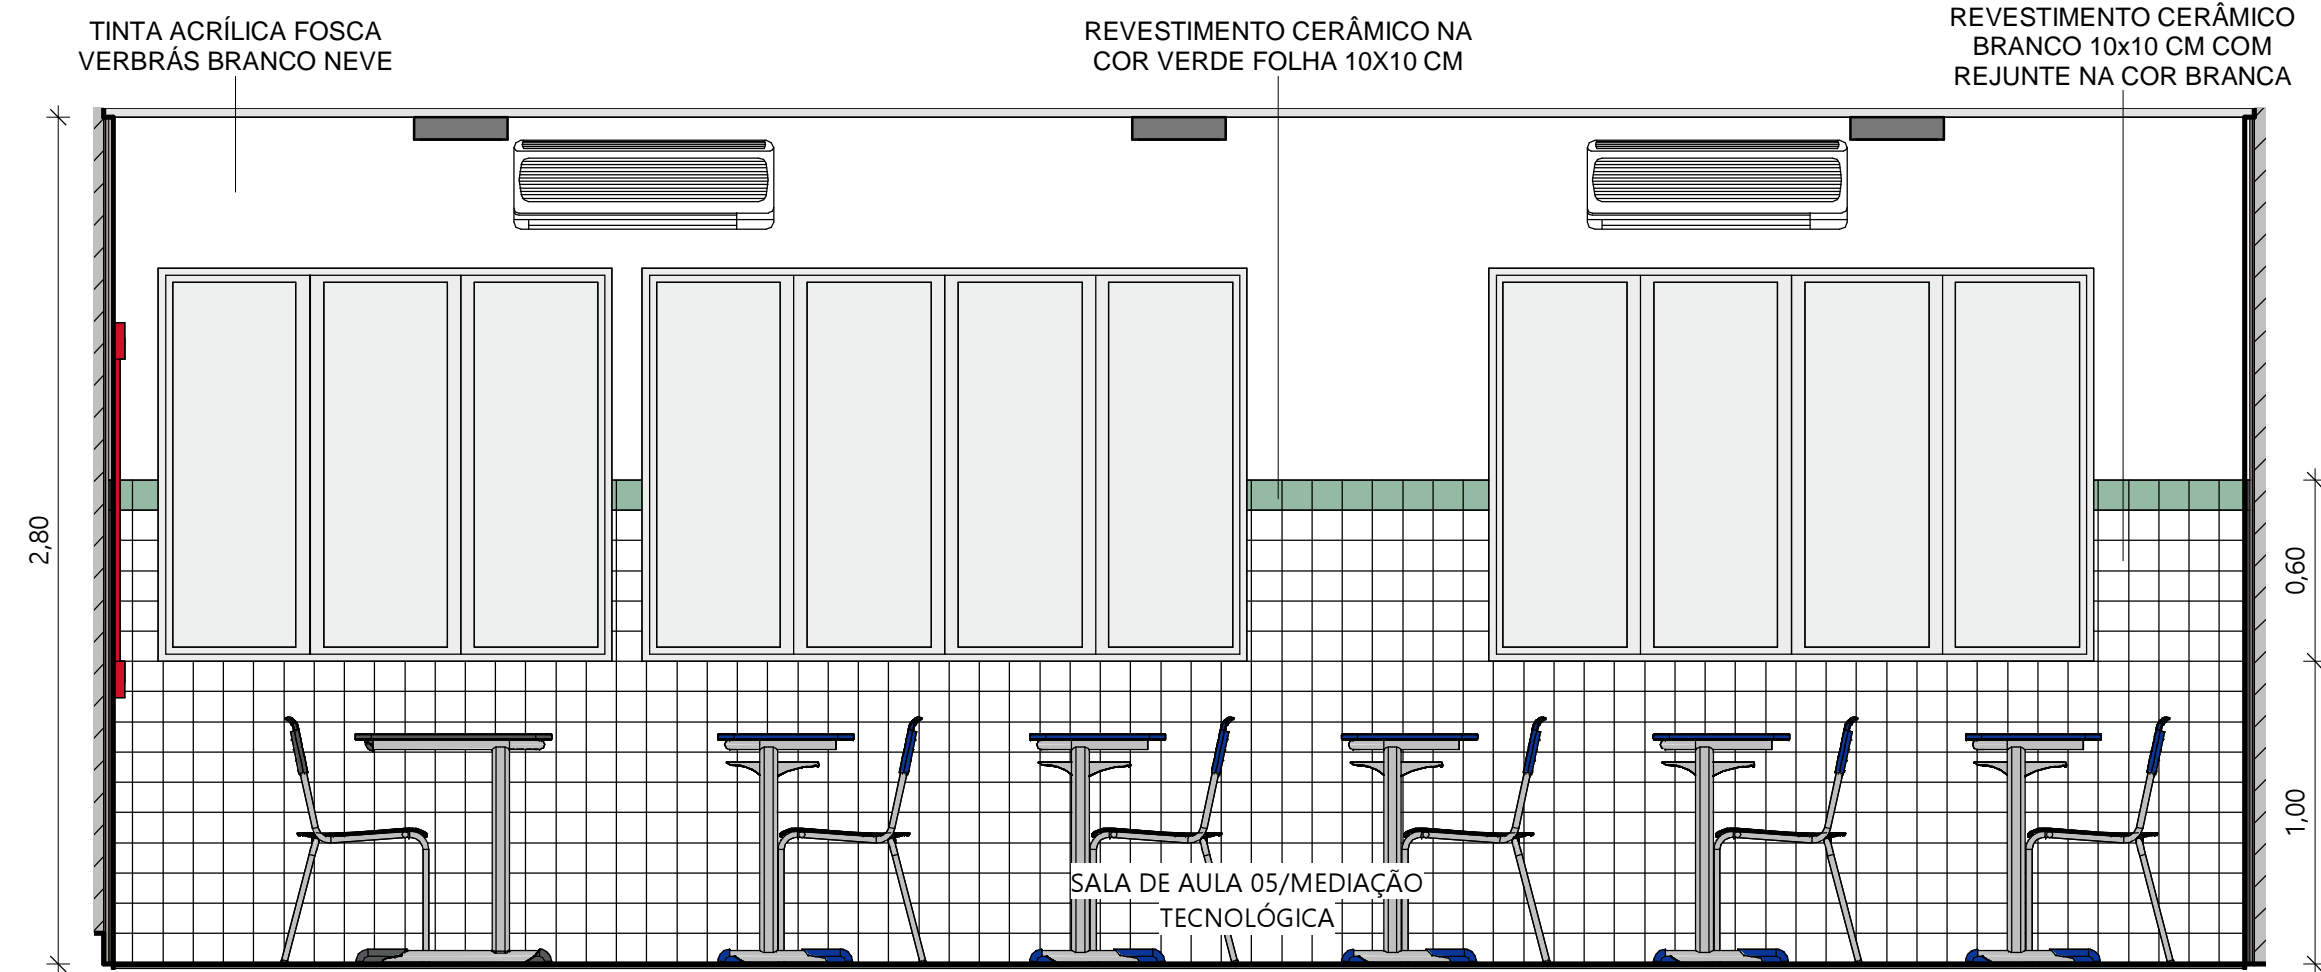 TINTA ACRÍLICA FOSCA
VERBRÁS BRANCO NEVE
REVESTIMENTO CERÂMICO NA
COR VERDE FOLHA 10X10 CM
REVESTIMENTO CERÂMICO
BRANCO 10x10 CM COM
REJUNTE NA COR BRANCA
2,80
0,60
1,00
SALA DE AULA 05/MEDIAÇÃO
TECNOLÓGICA